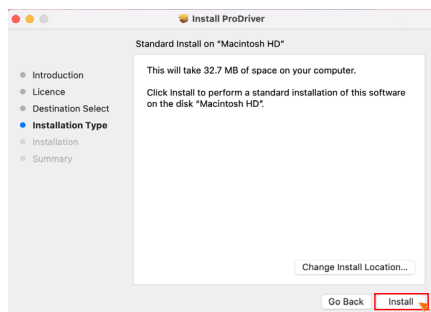 Install ProDriver
Standard Install on “Macintosh HD”
Introduction
Licence
Destination Select
Installation Type
Installation
Summary
This will take 32.7 MB of space on your computer.
Click Install to perform a standard installation of this software
on the disk “Macintosh HD”.
Change Install Location...
Go Back
Install